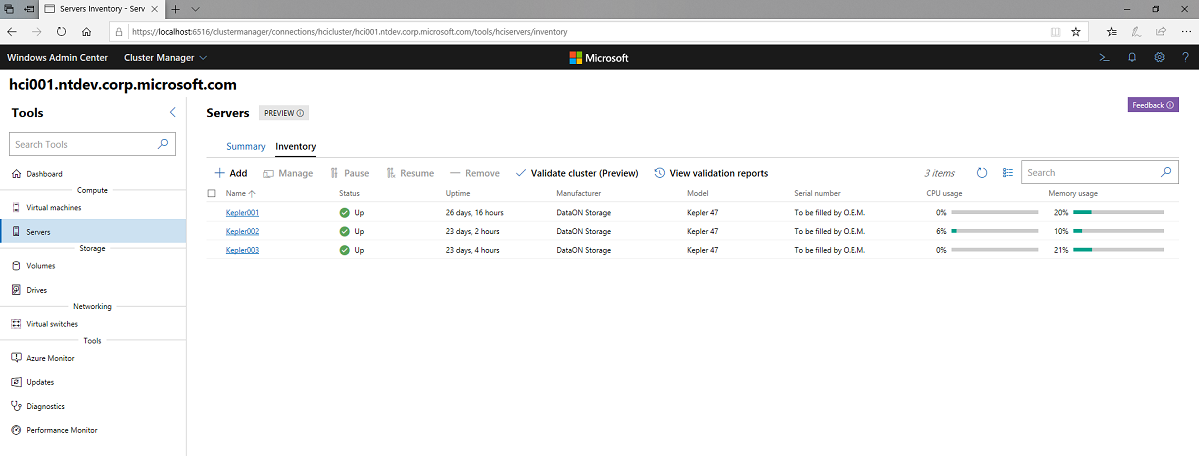 Servers Inventory - Serv
https://localhost:6516/clustermanager/connections/hcicluster/hci001.ntdev.corp.microsoft.com/tools/hciservers/inventory
Windows Admin Center Cluster Manager Microsoft
hci001.ntdev.corp.microsoft.com
Tools
Search Tools
Dashboard
Compute
Virtual machines
Servers
Storage
Volumes
Drives
Networking
Virtual switches
Tools
Azure Monitor
Updates
Diagnostics
Performance Monitor
Servers PREVIEW Feedback
Summary Inventory
Add Manage Pause Resume Remove Validate cluster (Preview) View validation reports 3 items Search
Name Status Uptime Manufacturer Model Serial number CPU usage Memory usage
Kepler001 Up 26 days, 16 hours DataON Storage Kepler 47 To be filled by O.E.M. 0% 20%
Kepler002 Up 23 days, 2 hours DataON Storage Kepler 47 To be filled by O.E.M. 6% 10%
Kepler003 Up 23 days, 4 hours DataON Storage Kepler 47 To be filled by O.E.M. 0% 21%